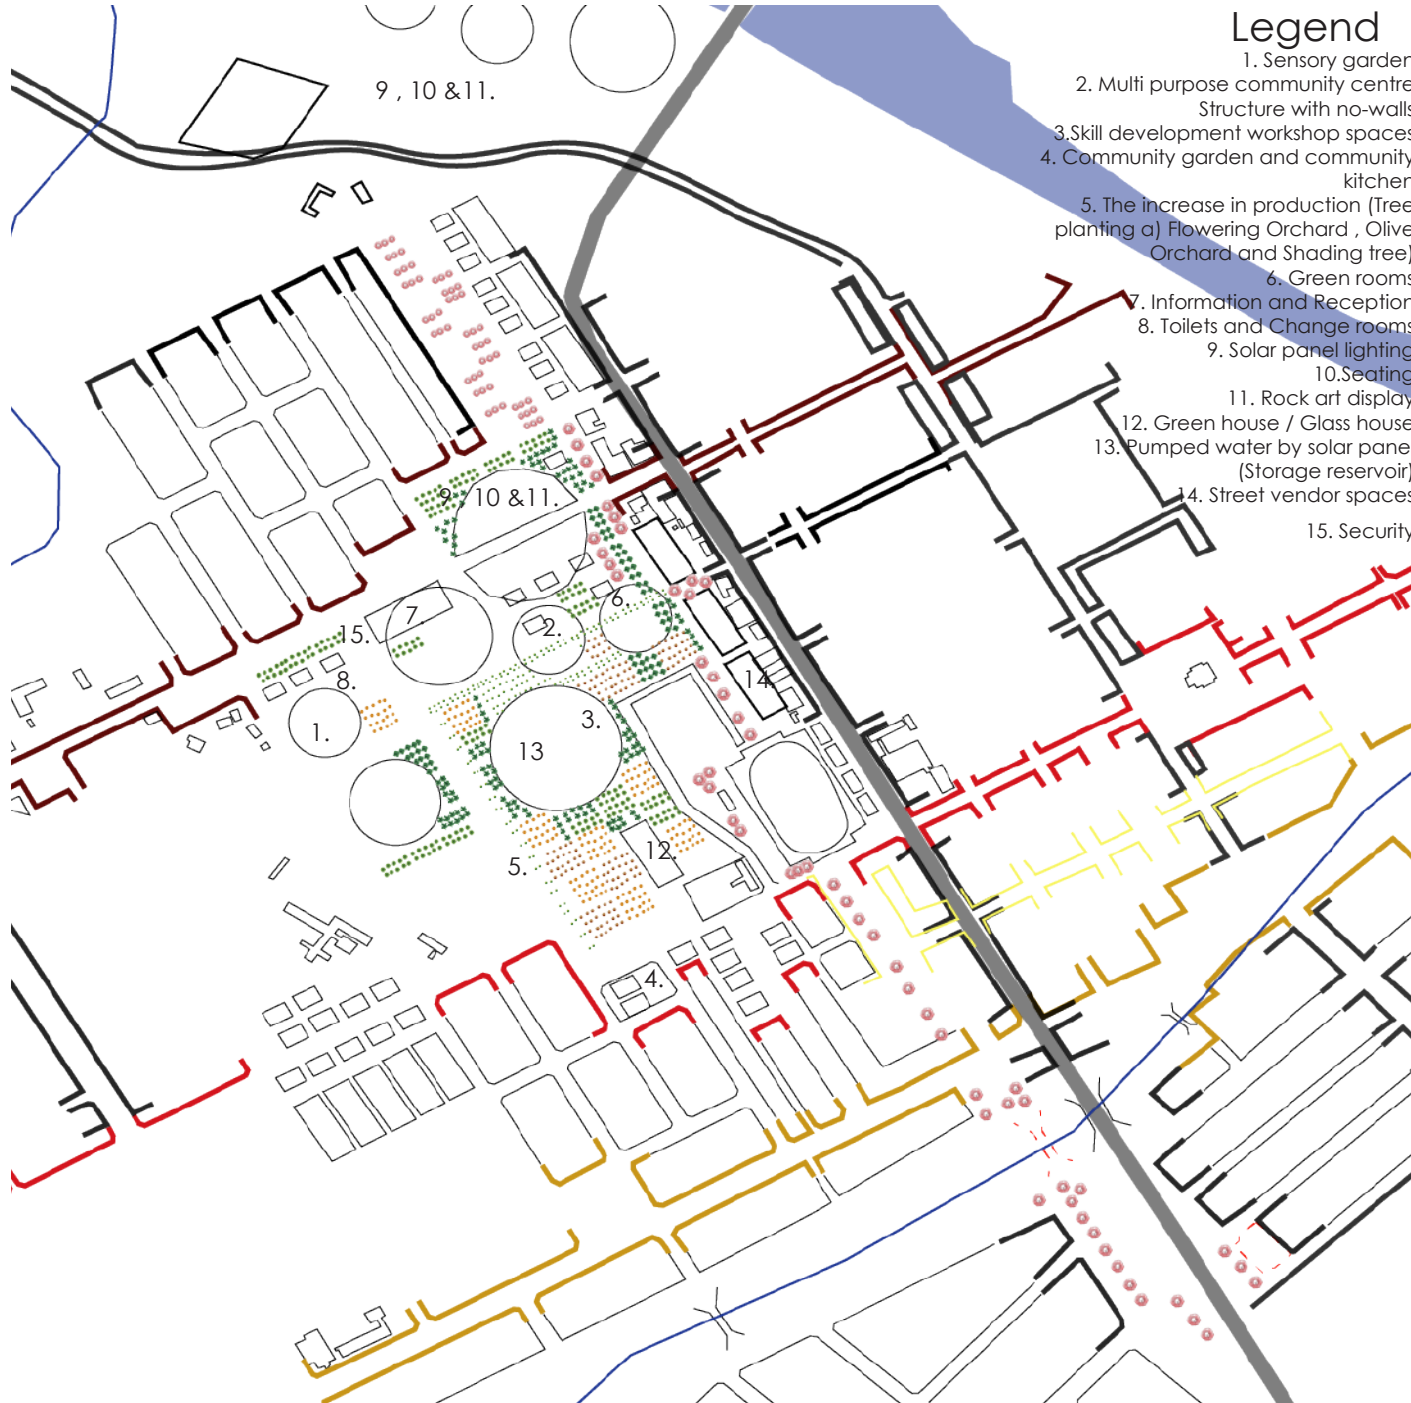 Legend
1. Sensory garden
2. Multi purpose community centre
Structure with no-walls
3.Skill development workshop spaces
4. Community garden and community
kitchen
5. The increase in production (Tree
planting a) Flowering Orchard , Olive
Orchard and Shading tree)
6. Green rooms
7. Information and Reception
8. Toilets and Change rooms
9. Solar panel lighting
10.Seating
11. Rock art display
12. Green house / Glass house
13. Pumped water by solar panel
(Storage reservoir)
14. Street vendor spaces
15. Security
9 , 10 &11.
9 , 10 &11.
6.
7.
15.
2.
8.
14.
3.
1.
13
12.
5.
4.